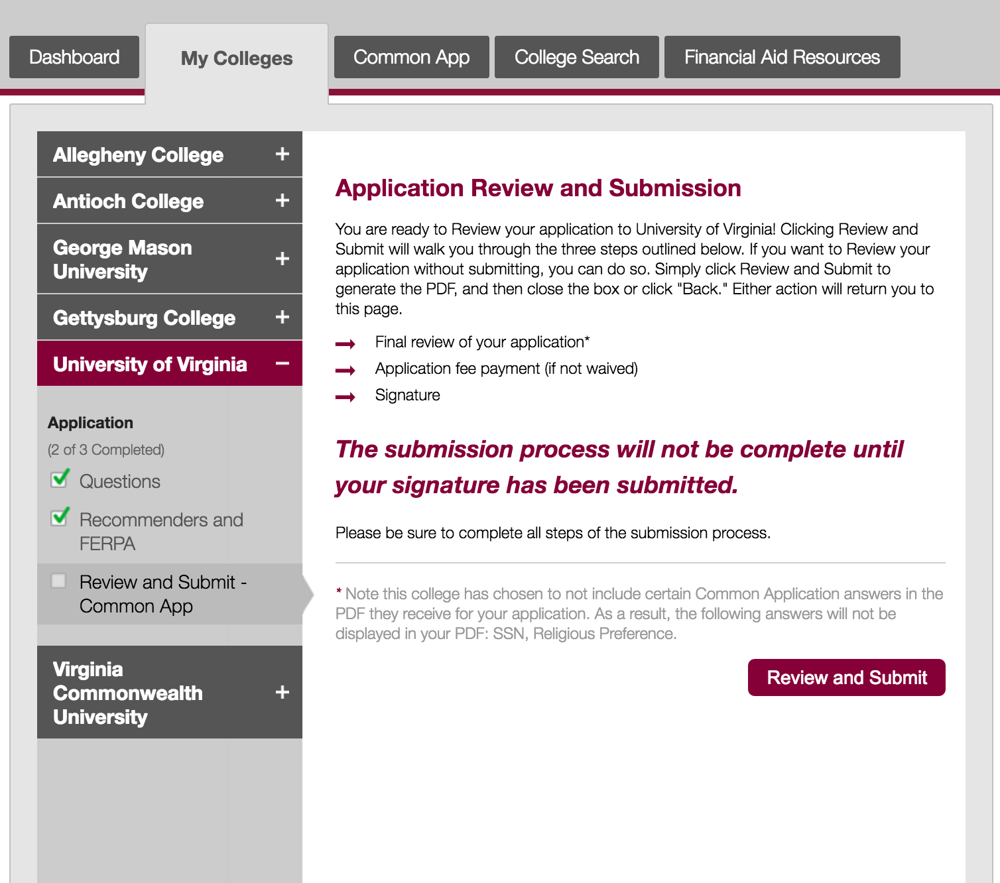 Dashboard
My Colleges
Common App
College Search
Financial Aid Resources
Allegheny College +
Antioch College +
George Mason
University +
Gettysburg College +
University of Virginia –
Application
(2 of 3 Completed)
Questions
Recommenders and
FERPA
Review and Submit -
Common App
Virginia
Commonwealth +
University
Application Review and Submission
You are ready to Review your application to University of Virginia! Clicking Review and
Submit will walk you through the three steps outlined below. If you want to Review your
application without submitting, you can do so. Simply click Review and Submit to
generate the PDF, and then close the box or click "Back." Either action will return you to
this page.
Final review of your application*
Application fee payment (if not waived)
Signature
The submission process will not be complete until
your signature has been submitted.
Please be sure to complete all steps of the submission process.
* Note this college has chosen to not include certain Common Application answers in the
PDF they receive for your application. As a result, the following answers will not be
displayed in your PDF: SSN, Religious Preference.
Review and Submit